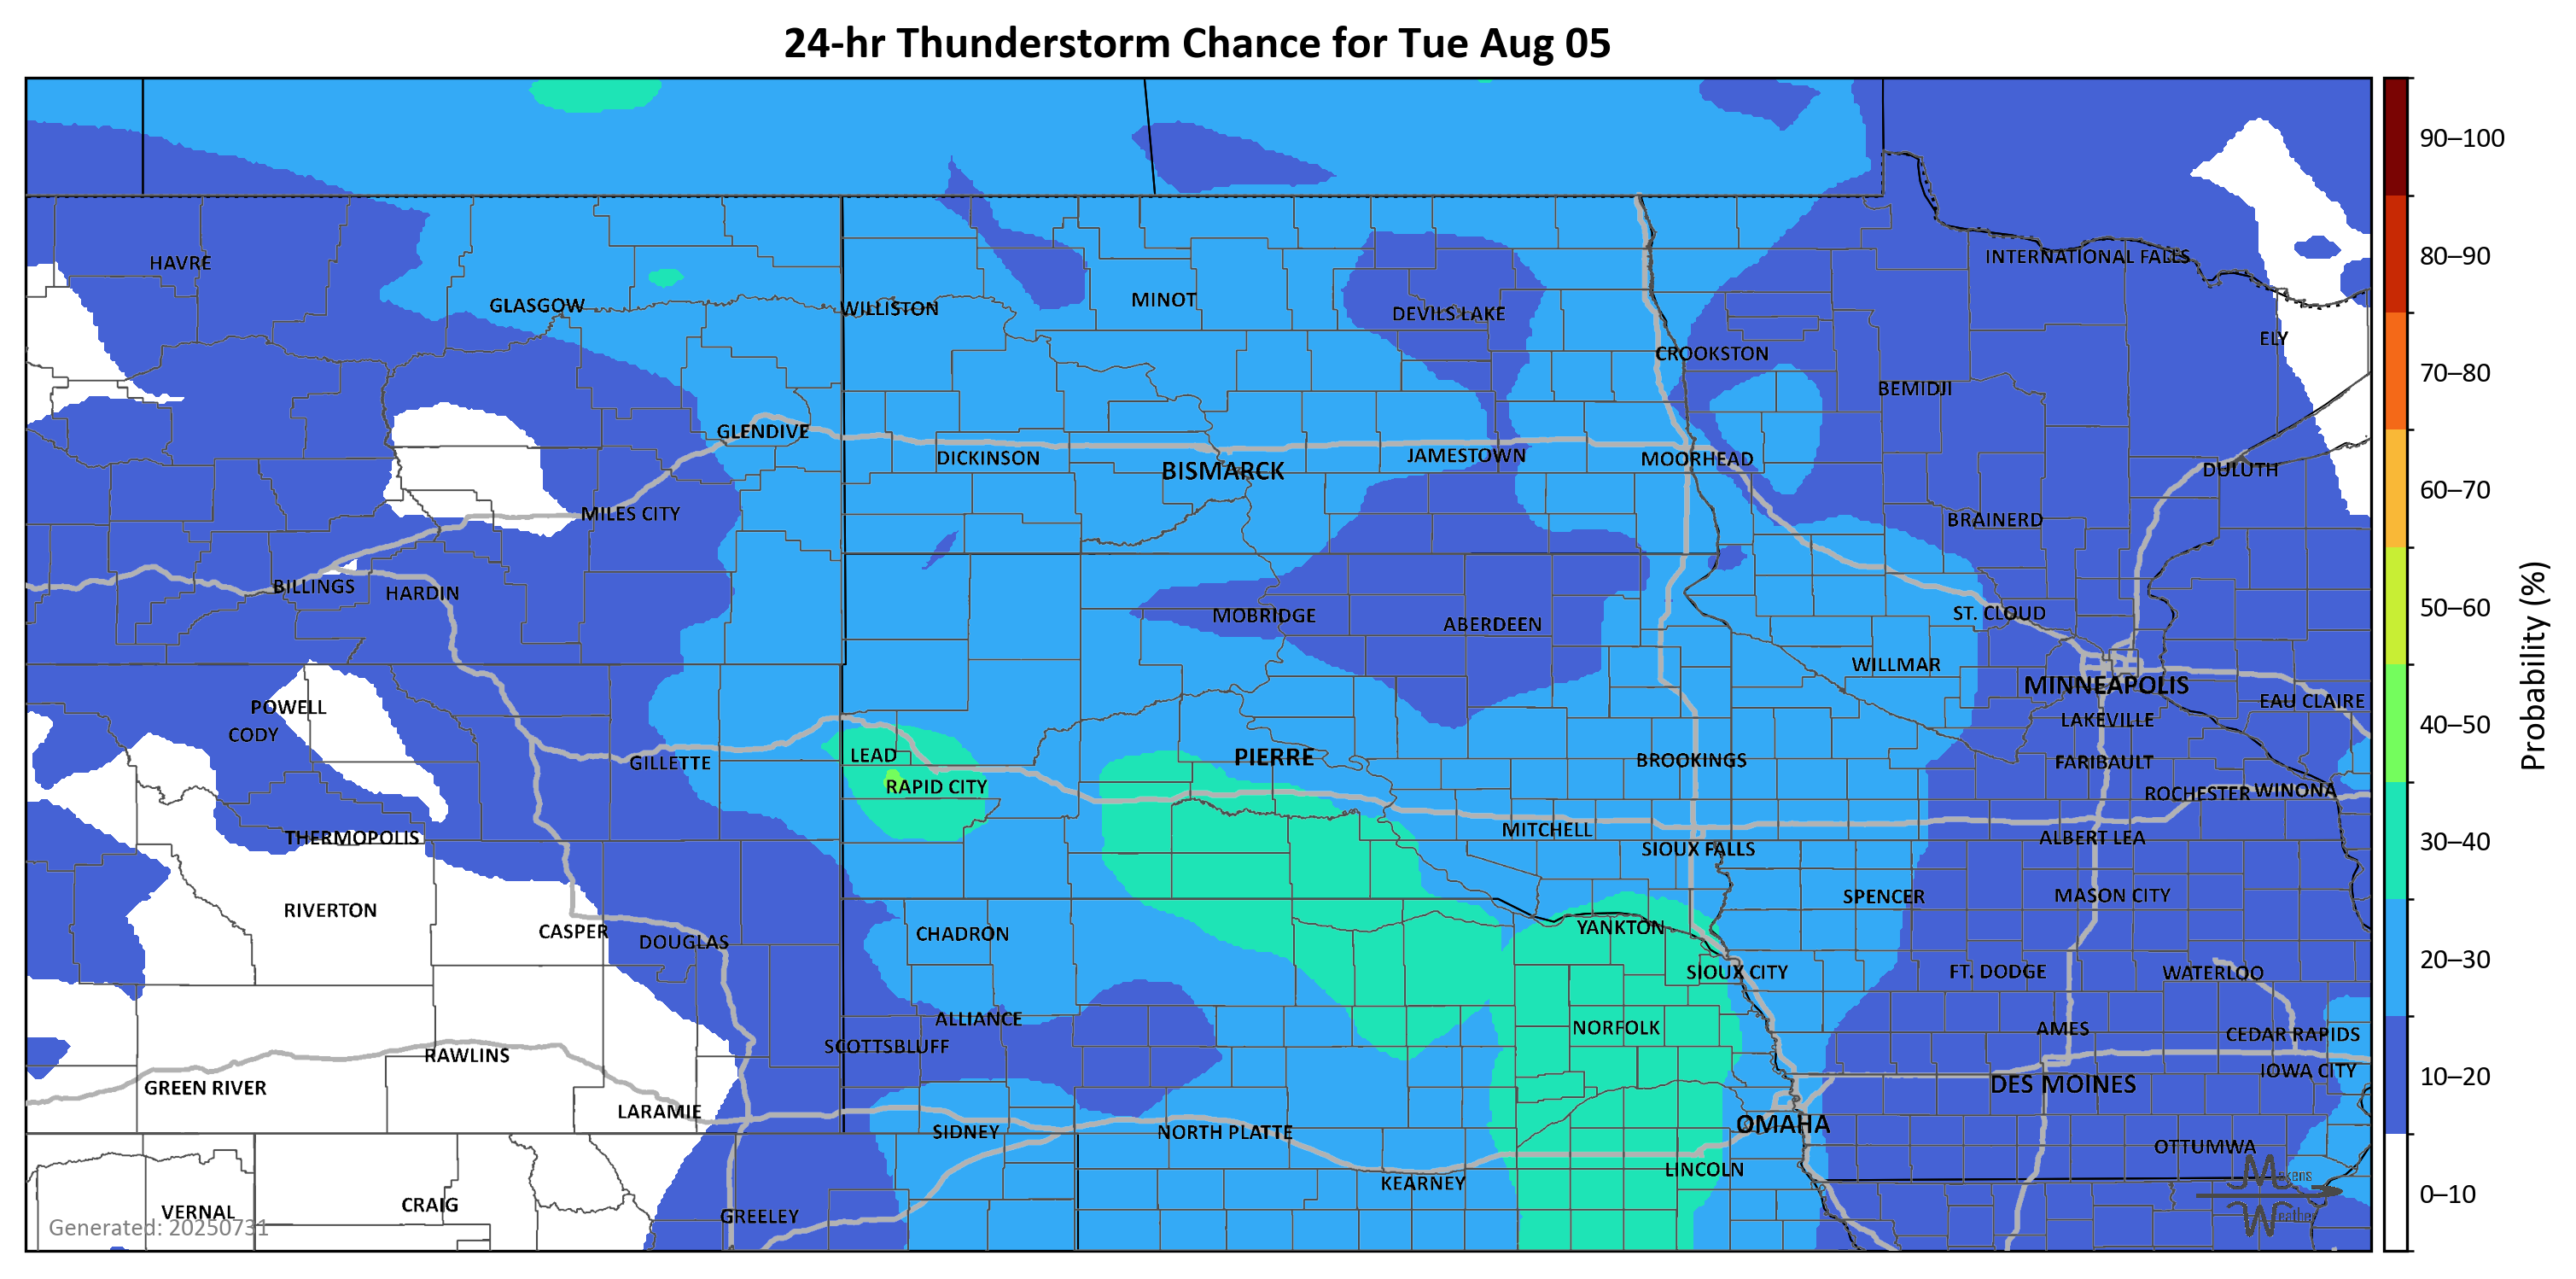 24-hr Thunderstorm Chance for Tue Aug 05
90–100
80–90
70–80
60–70
50–60
40–50
30–40
20–30
10–20
0–10
Probability (%)
HAVRE
INTERNATIONAL FALLS
GLASGOW
WILLISTON
MINOT
DEVILS LAKE
ELY
CROOKSTON
BEMIDJI
GLENDIVE
DICKINSON
BISMARCK
JAMESTOWN
MOORHEAD
DULUTH
MILES CITY
BRAINERD
BILLINGS
HARDIN
MOBRIDGE
ABERDEEN
ST. CLOUD
WILLMAR
MINNEAPOLIS
EAU CLAIRE
POWELL
LAKEVILLE
CODY
GILLETTE
LEAD
PIERRE
BROOKINGS
FARIBAULT
RAPID CITY
ROCHESTER
WINONA
THERMOPOLIS
MITCHELL
ALBERT LEA
SIOUX FALLS
RIVERTON
SPENCER
MASON CITY
CASPER
DOUGLAS
CHADRON
YANKTON
SIOUX CITY
FT. DODGE
WATERLOO
ALLIANCE
NORFOLK
AMES
CEDAR RAPIDS
SCOTTSBLUFF
RAWLINS
GREEN RIVER
DES MOINES
IOWA CITY
LARAMIE
SIDNEY
NORTH PLATTE
OMAHA
OTTUMWA
LINCOLN
KEARNEY
VERNAL
CRAIG
GREELEY
Makens
Weather
Generated: 20250731